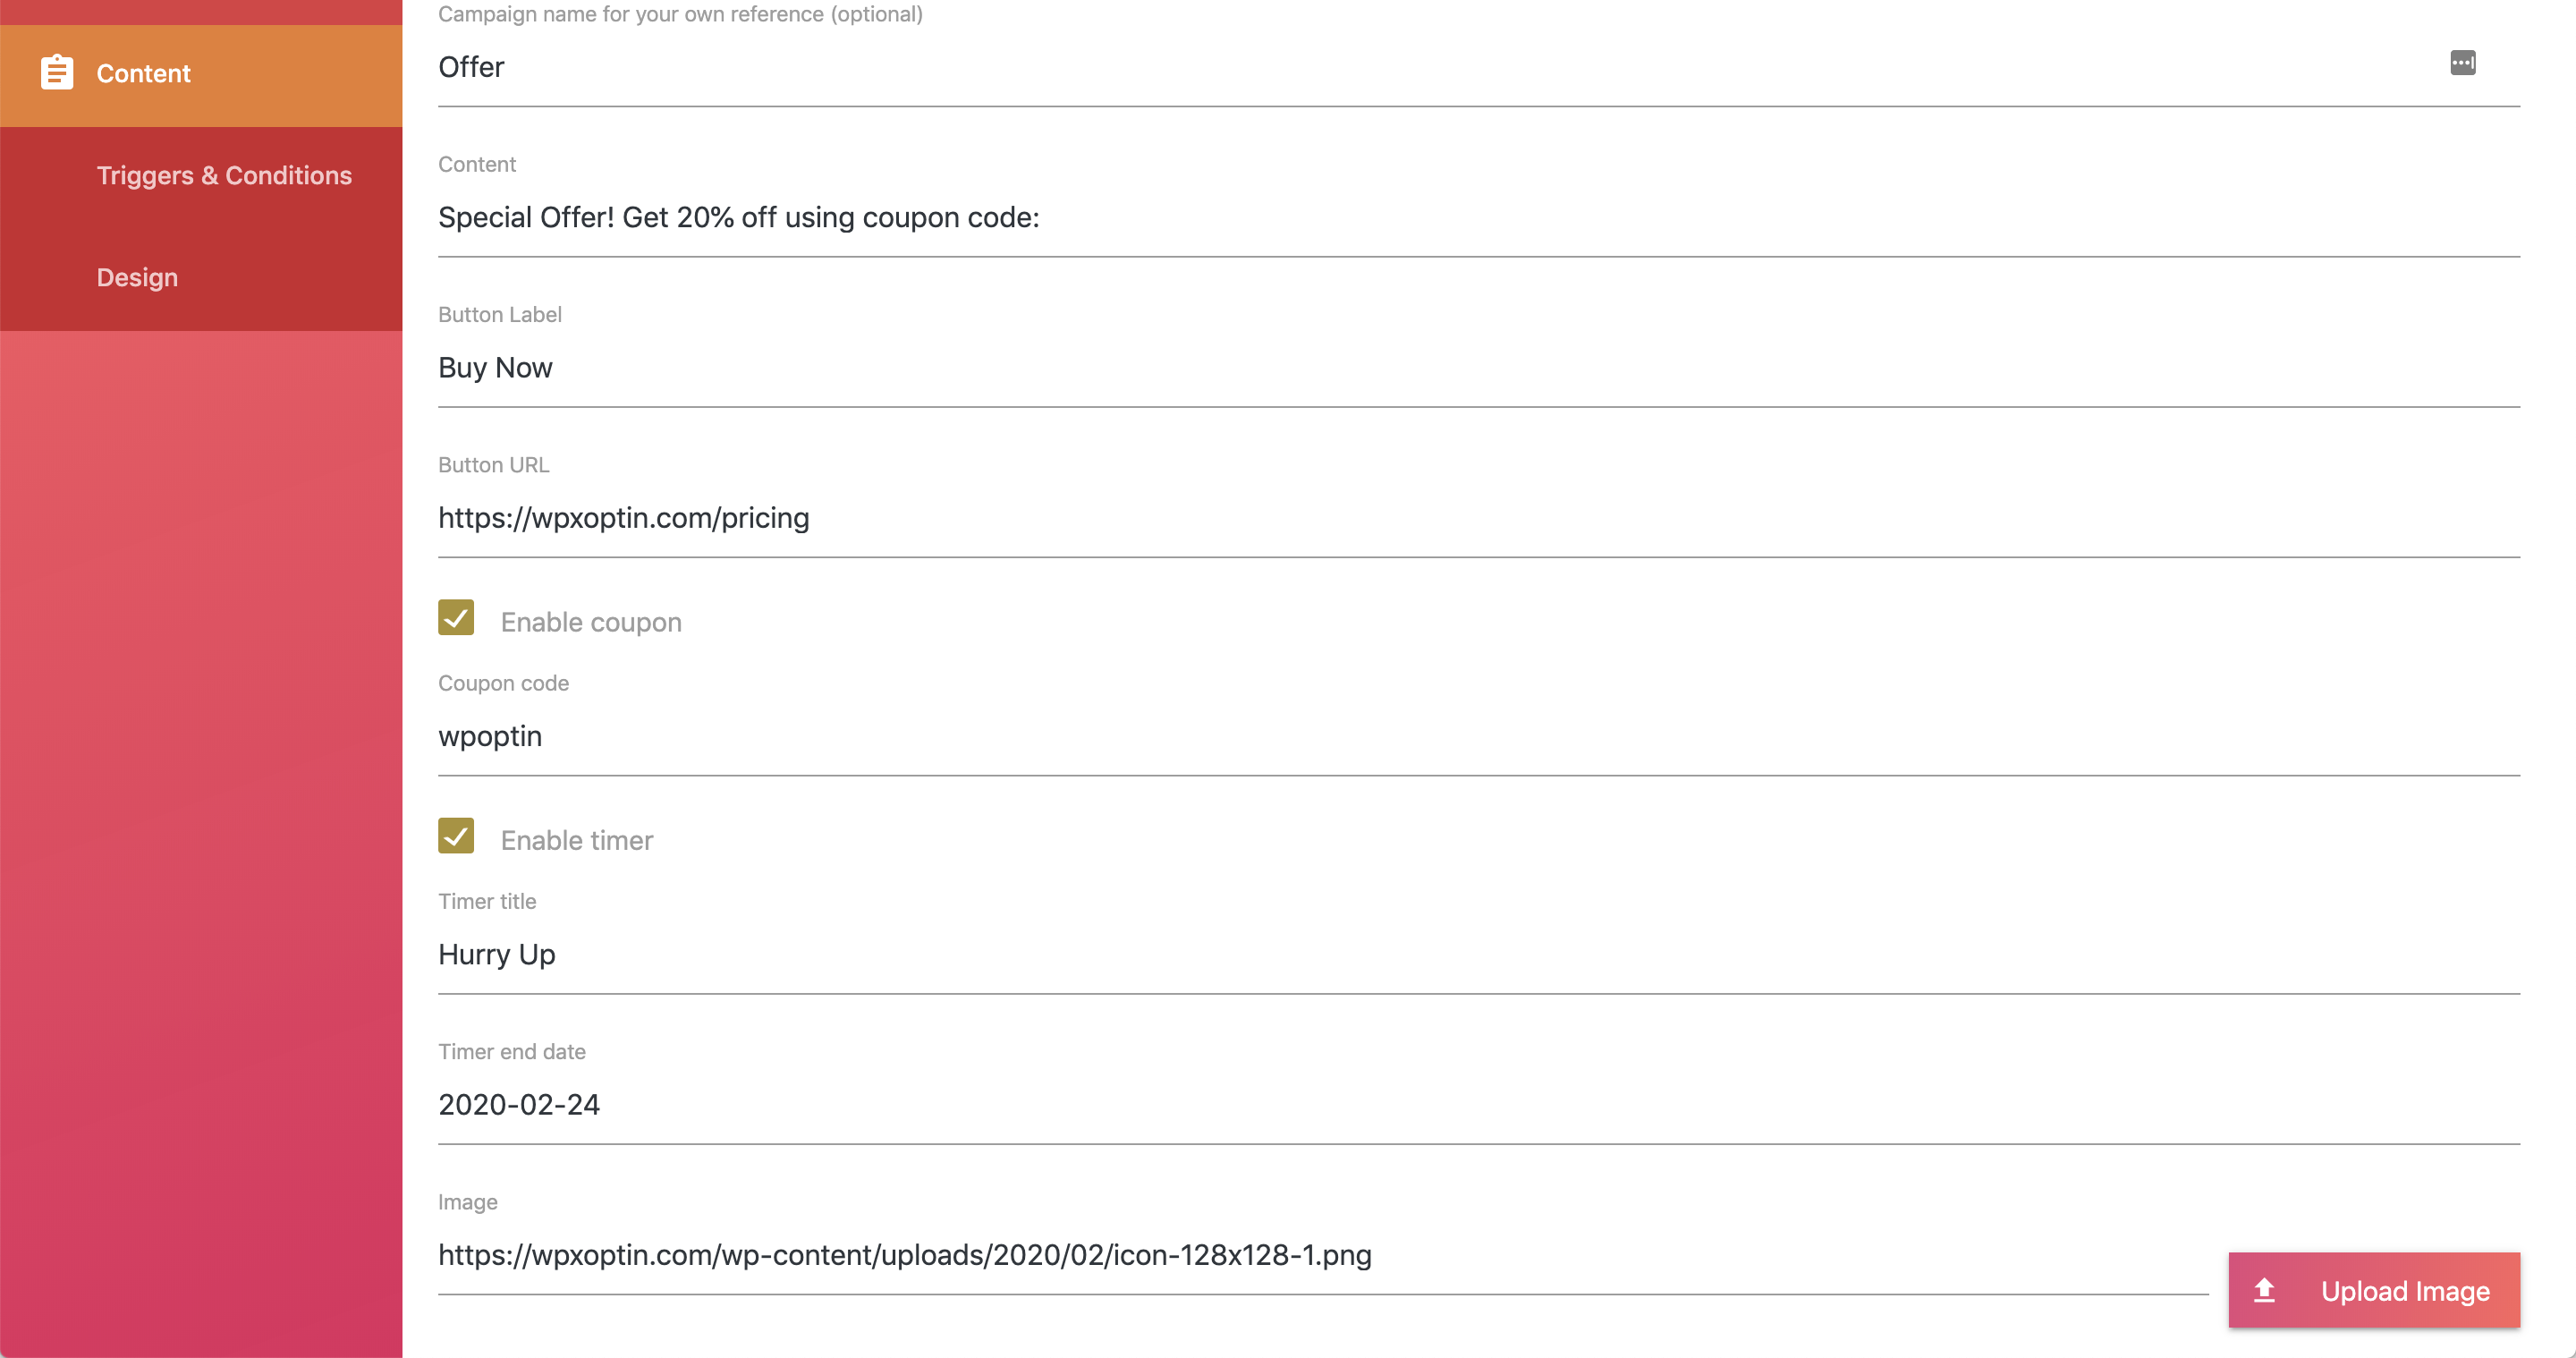 Content
Triggers & Conditions
Design
Campaign name for your own reference (optional)
Offer
Content
Special Offer! Get 20% off using coupon code:
Button Label
Buy Now
Button URL
https://wpxoptin.com/pricing
Enable coupon
Coupon code
wpoptin
Enable timer
Timer title
Hurry Up
Timer end date
2020-02-24
Image
https://wpxoptin.com/wp-content/uploads/2020/02/icon-128x128-1.png
Upload Image